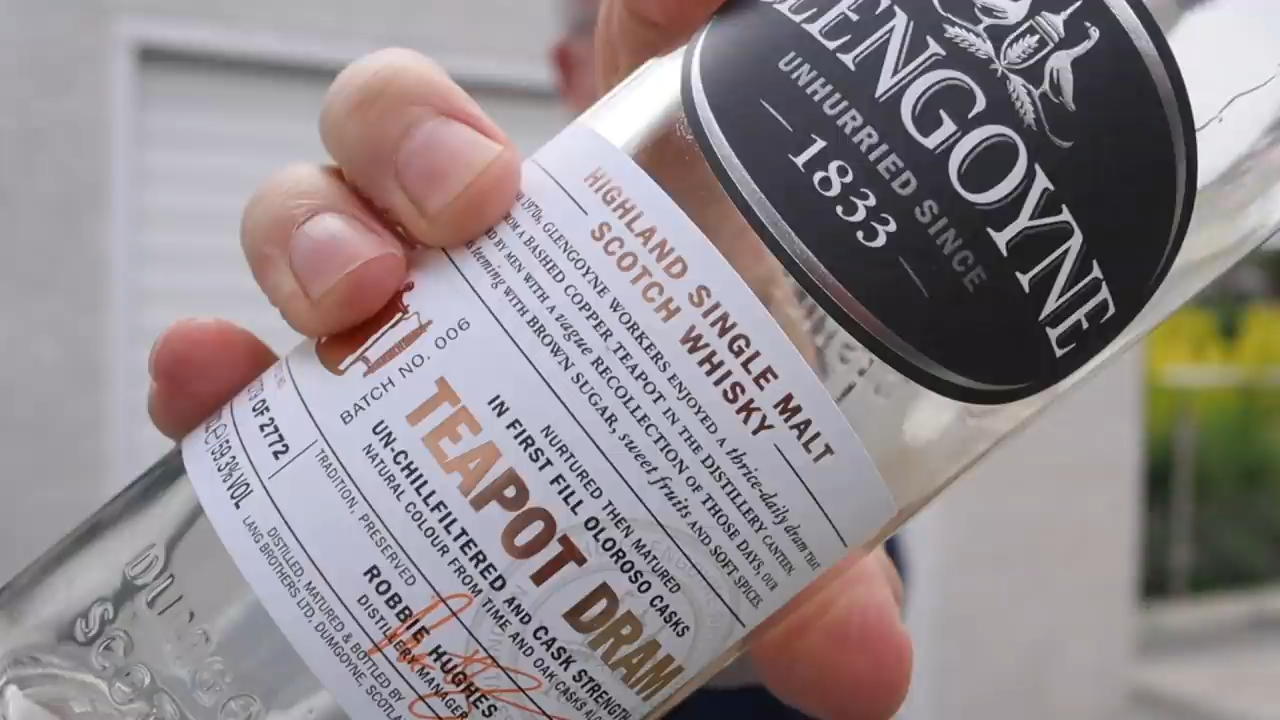 GLENGOYNE
UNHURRIED SINCE
1833
HIGHLAND SINGLE MALT
SCOTCH WHISKY
1970s, GLENGOYNE WORKERS ENJOYED A thrice-daily dram THAT
A BASHED COPPER TEAPOT IN THE DISTILLERY CANTEEN.
BY MEN WITH A vague RECOLLECTION OF THOSE DAYS, OUR
teeming WITH BROWN SUGAR, sweet fruits AND SOFT SPICES.
NURTURED THEN MATURED
IN FIRST FILL OLOROSO CASKS
BATCH NO. 006
TEAPOT DRAM
UN-CHILLFILTERED AND CASK STRENGTH
NATURAL COLOUR FROM TIME AND OAK CASKS
TRADITION, PRESERVED
ROBBIE HUGHES
DISTILLERY MANAGER
OF 2772
59.3%VOL
DISTILLED, MATURED & BOTTLED BY
LANG BROTHERS LTD, DUMGOYNE,